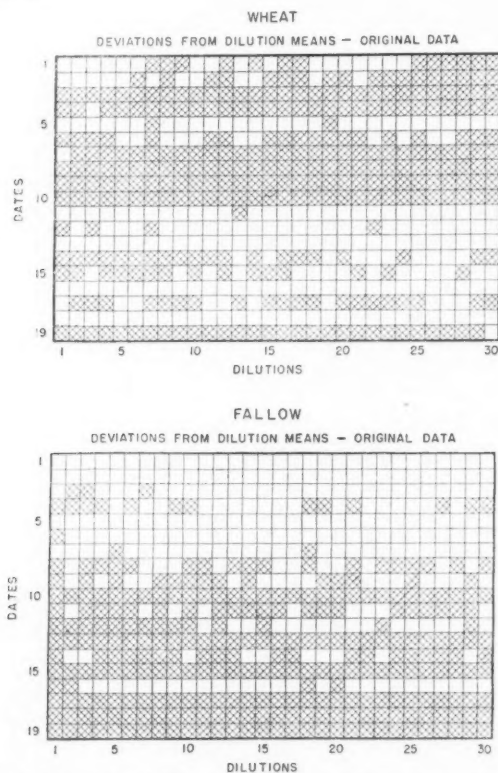 WHEAT
DEVIATIONS FROM DILUTION MEANS — ORIGINAL DATA
1
5
10
15
19
DATES
1 5 10 15 20 25 30
DILUTIONS
FALLOW
DEVIATIONS FROM DILUTION MEANS — ORIGINAL DATA
1
5
10
15
19
DATES
1 5 10 15 20 25 30
DILUTIONS